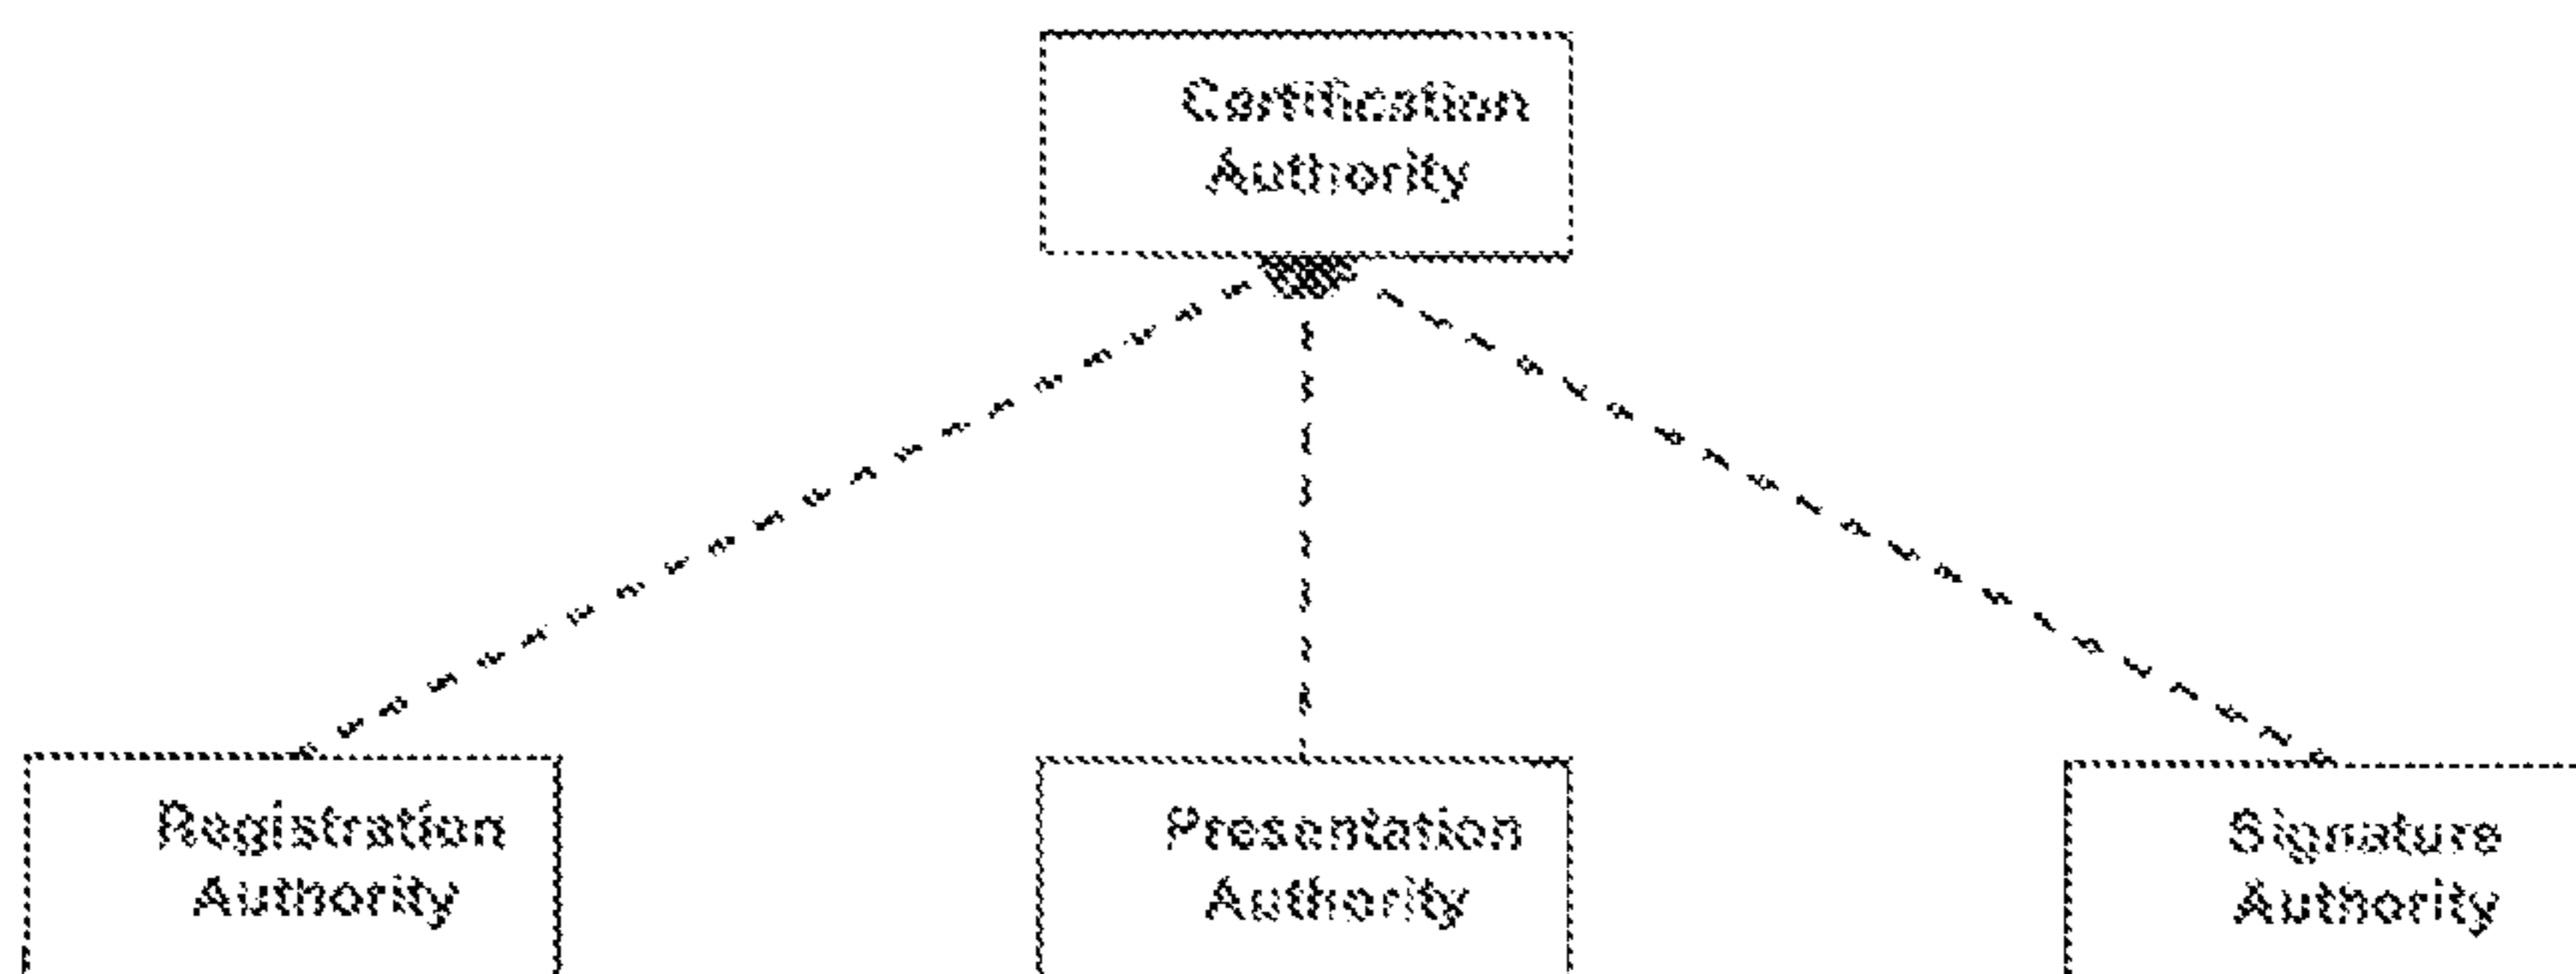 Certification
Authority
Registration
Authority
Presentation
Authority
Signature
Authority